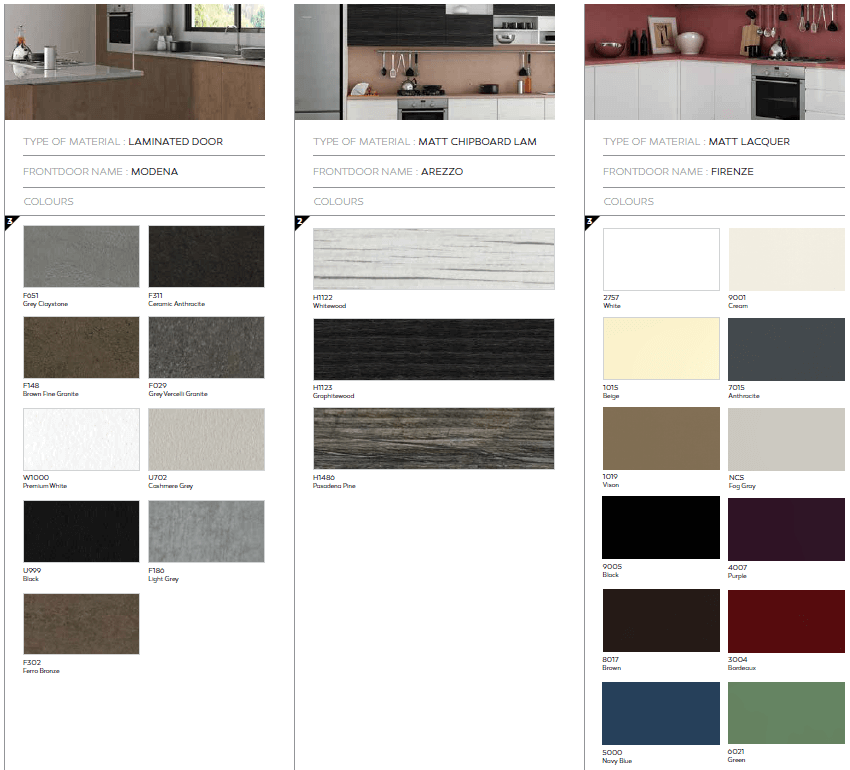 TYPE OF MATERIAL : LAMINATED DOOR
FRONTDOOR NAME : MODENA
COLOURS
3
F651
Grey Claystone
F311
Ceramic Anthracite
F148
Brown Fine Granite
F029
Grey Vercelli Granite
W1000
Premium White
U702
Cashmere Grey
U999
Black
F186
Light Grey
F302
Ferro Bronze
TYPE OF MATERIAL : MATT CHIPBOARD LAM
FRONTDOOR NAME : AREZZO
COLOURS
2
H1122
Whitewood
H1123
Graphitewood
H1486
Pasadena Pine
TYPE OF MATERIAL : MATT LACQUER
FRONTDOOR NAME : FIRENZE
COLOURS
3
2757
White
9001
Cream
1015
Beige
7015
Anthracite
1019
Vison
NCS
Fog Gray
9005
Black
4007
Purple
8017
Brown
3004
Bordeaux
5000
Navy Blue
6021
Green